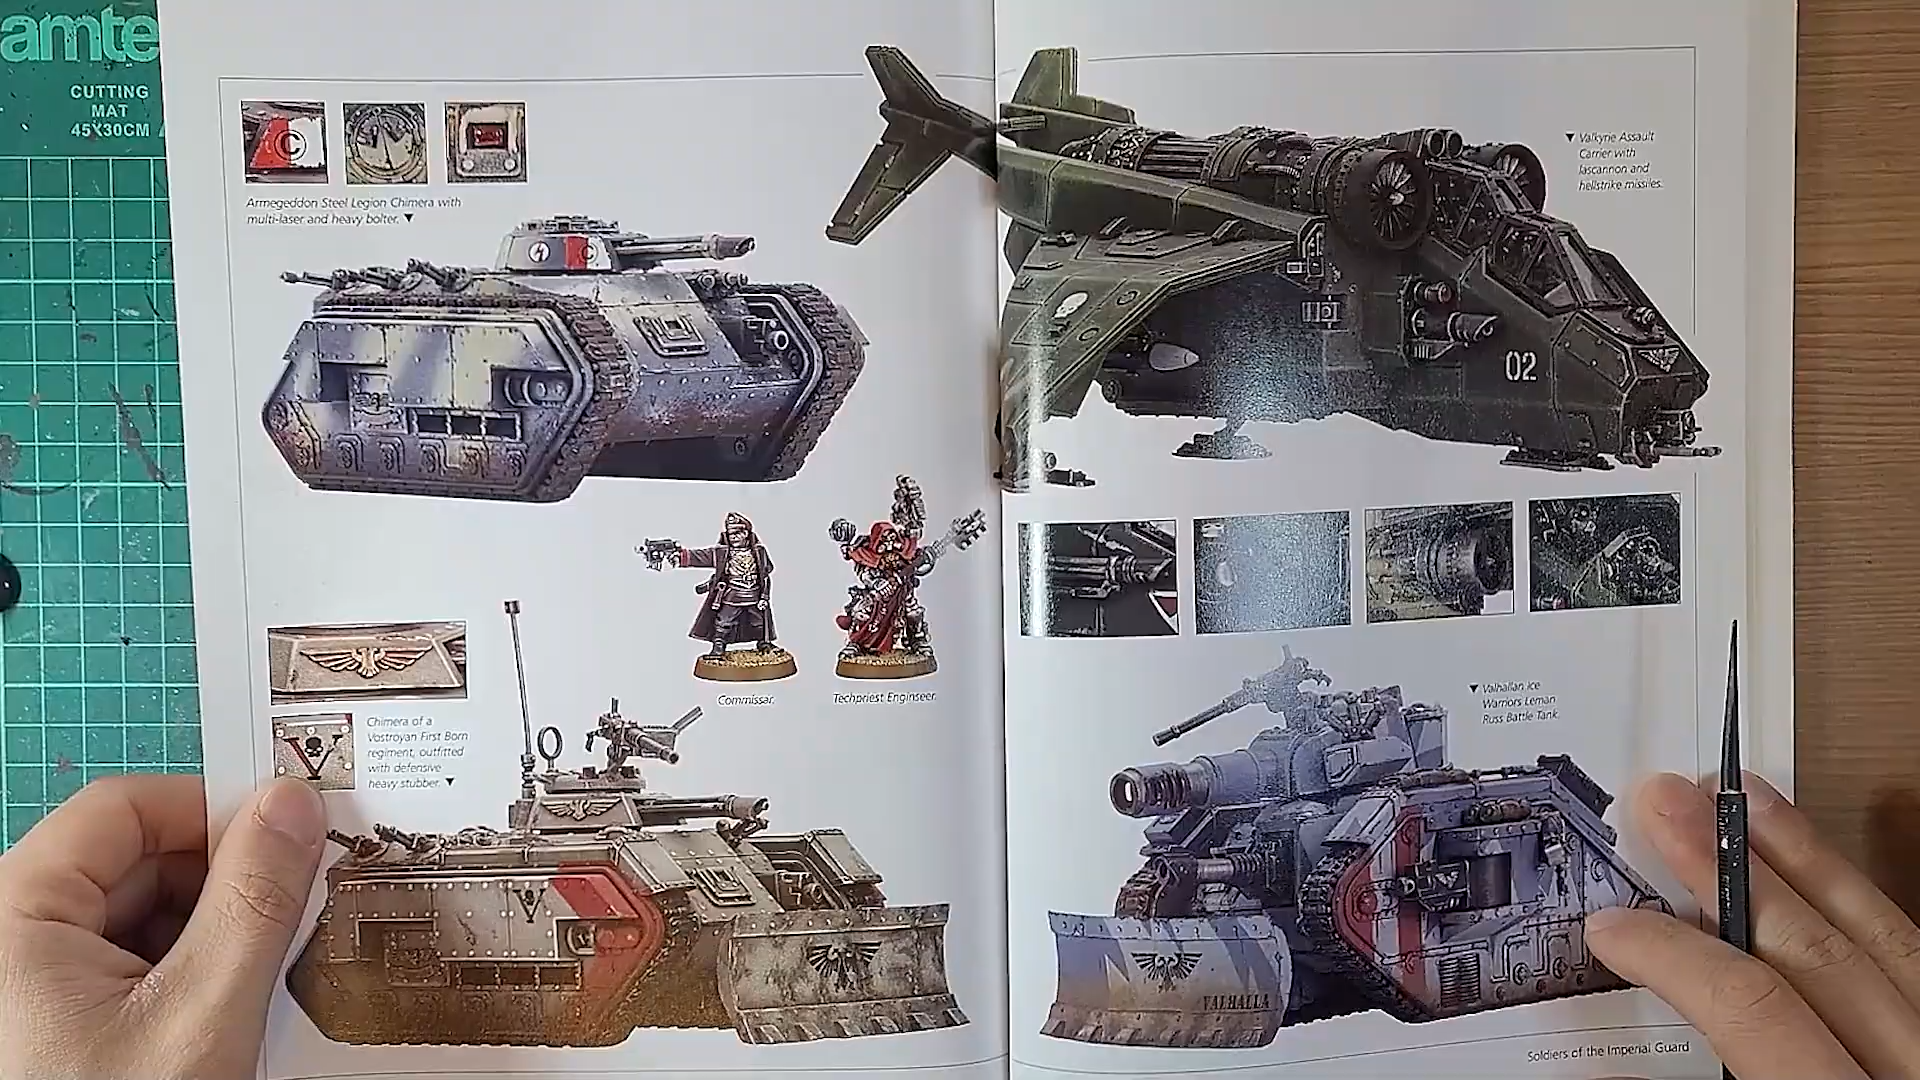 amte
CUTTING
MAT
45X30CM
C
Armegeddon Steel Legion Chimera with
multi-laser and heavy bolter. ▼
C
Commissar.
Techpriest Enginseer.
V
Chimera of a
Vostroyan First Born
regiment, outfitted
with defensive
heavy stubber. ▼
V
▼ Valkyrie Assault
Carrier with
lascannon and
hellstrike missiles.
02
▼ Valhallan Ice
Warriors Leman
Russ Battle Tank.
VALHALLA
Soldiers of the Imperial Guard